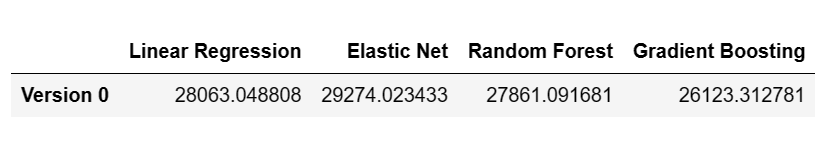 Linear Regression Elastic Net Random Forest Gradient Boosting
Version 0 28063.048808 29274.023433 27861.091681 26123.312781